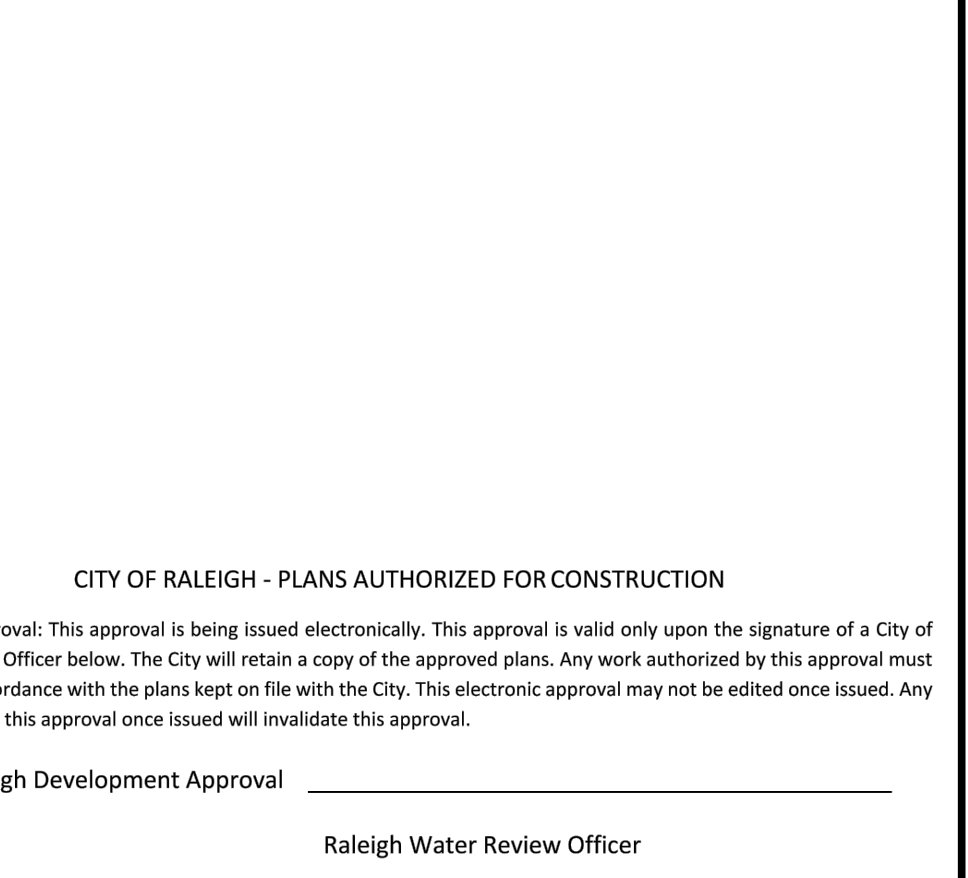 CITY OF RALEIGH - PLANS AUTHORIZED FOR CONSTRUCTION
oval: This approval is being issued electronically. This approval is valid only upon the signature of a City of
Officer below. The City will retain a copy of the approved plans. Any work authorized by this approval must
ordance with the plans kept on file with the City. This electronic approval may not be edited once issued. Any
this approval once issued will invalidate this approval.
gh Development Approval
Raleigh Water Review Officer